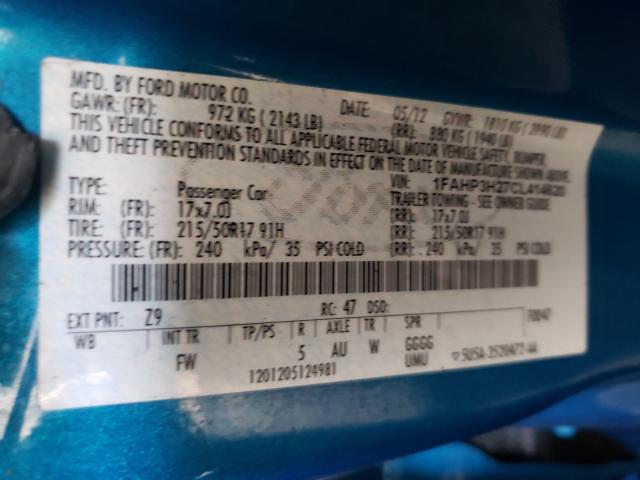 MFD. BY FORD MOTOR CO.
DATE: 05/12 GVWR:
GAWR: (FR): 972 KG ( 2143 LB) (RR): 880 KG ( 1940 LB)
THIS VEHICLE CONFORMS TO ALL APPLICABLE FEDERAL MOTOR VEHICLE SAFETY, BUMPER,
AND THEFT PREVENTION STANDARDS IN EFFECT ON THE DATE OF MANUFACTURE SHOWN ABOVE
VIN:
TYPE: Passenger Car TRAILER TOWING - SEE OWNER GUIDE
RIM: (FR): 17x7.0J (RR): 17x7.0J
TIRE: (FR): 215/50R17 91H (RR): 215/50R17 91H
PRESSURE: (FR): 240 kPa/ 35 PSI COLD (RR): 240 kPa/ 35 PSI COLD
EXT PNT: Z9 RC: 47 DSO: F0047
WB INT TR TP/PS R AXLE TR SPR
FW 5 AU W GGGG
UMU
1201205124981